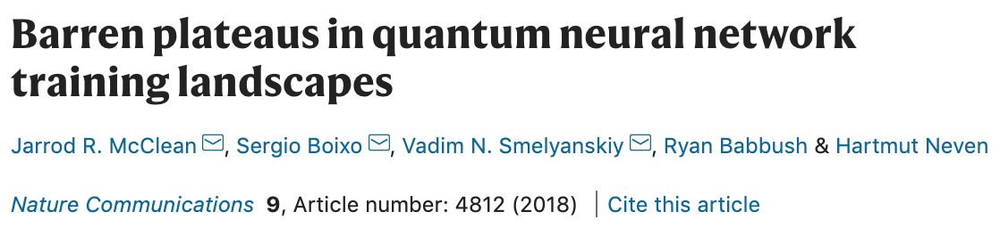 Barren plateaus in quantum neural network
training landscapes
Jarrod R. McClean, Sergio Boixo, Vadim N. Smelyanskiy, Ryan Babbush & Hartmut Neven
Nature Communications 9, Article number: 4812 (2018) | Cite this article